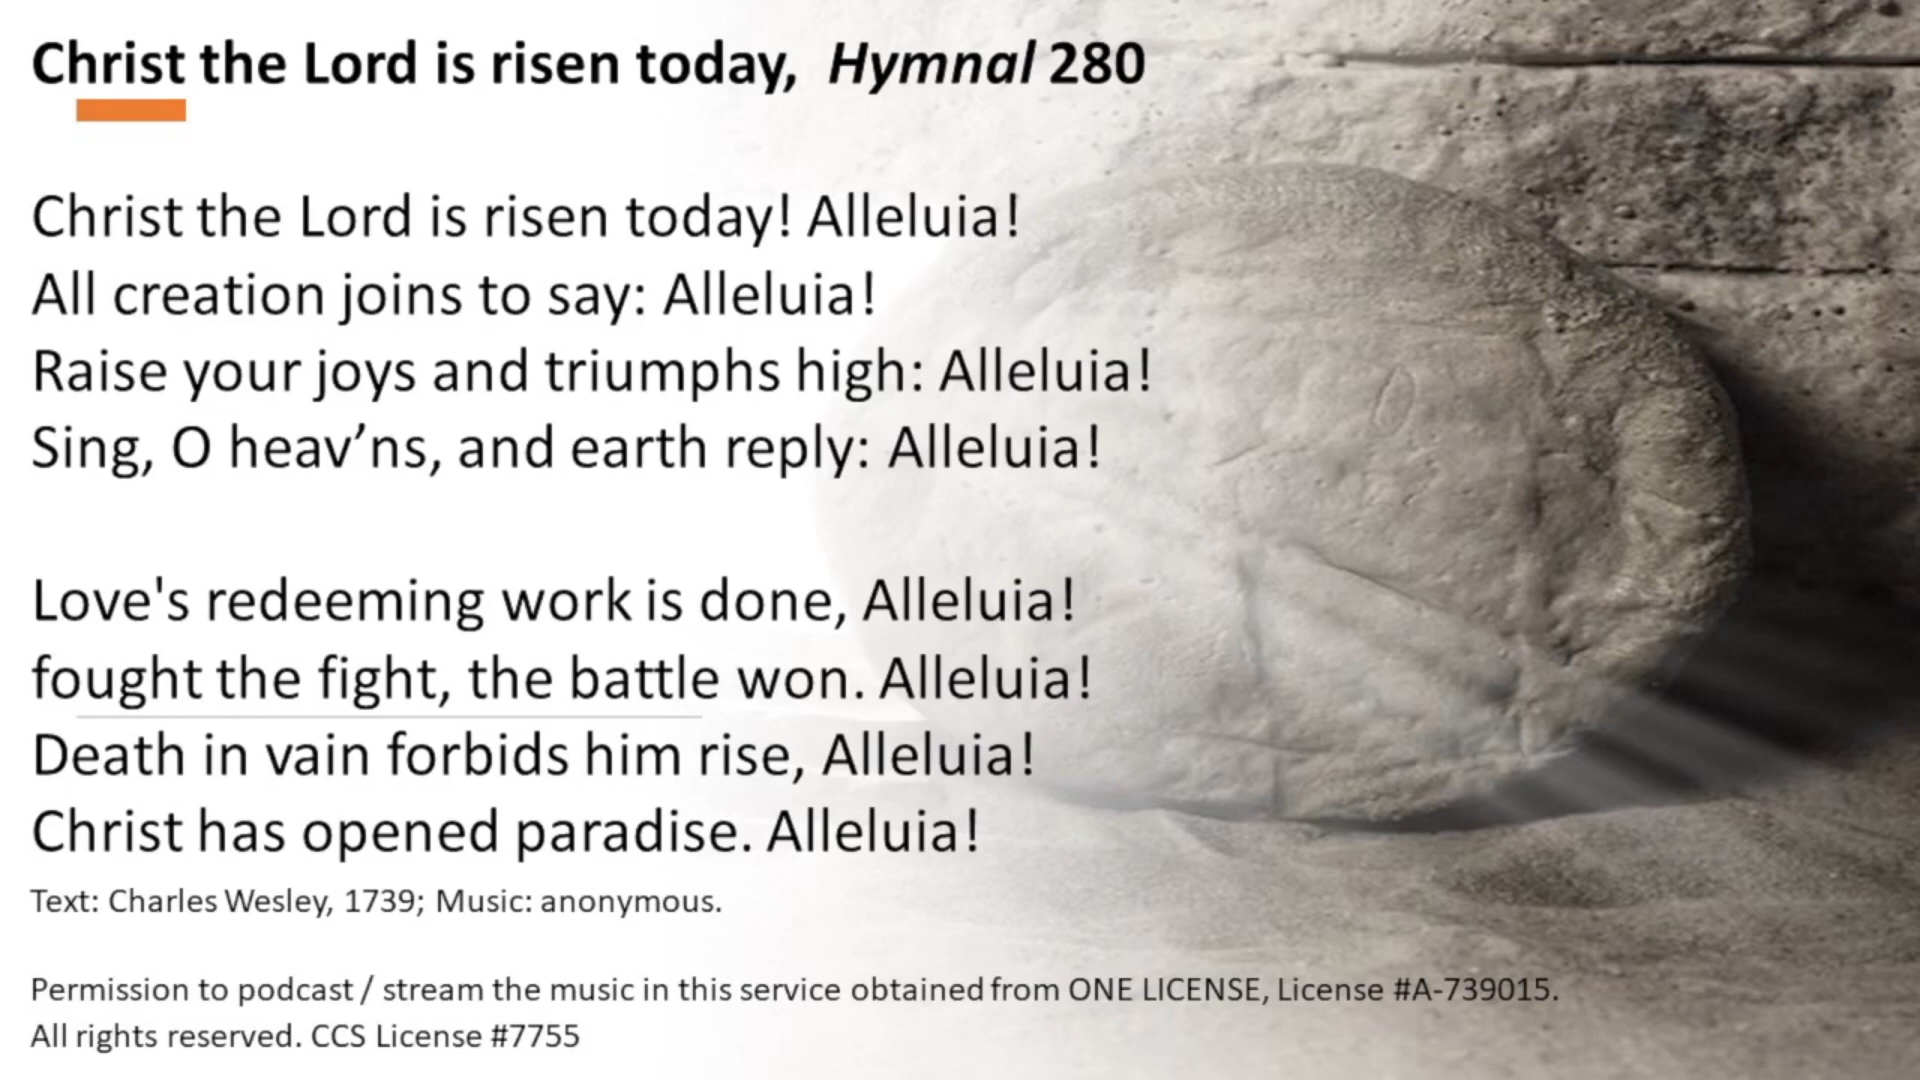 Christ the Lord is risen today, Hymnal 280
Christ the Lord is risen today! Alleluia!
All creation joins to say: Alleluia!
Raise your joys and triumphs high: Alleluia!
Sing, O heav’ns, and earth reply: Alleluia!
Love's redeeming work is done, Alleluia!
fought the fight, the battle won. Alleluia!
Death in vain forbids him rise, Alleluia!
Christ has opened paradise. Alleluia!
Text: Charles Wesley, 1739; Music: anonymous.
Permission to podcast / stream the music in this service obtained from ONE LICENSE, License #A-739015.
All rights reserved. CCS License #7755